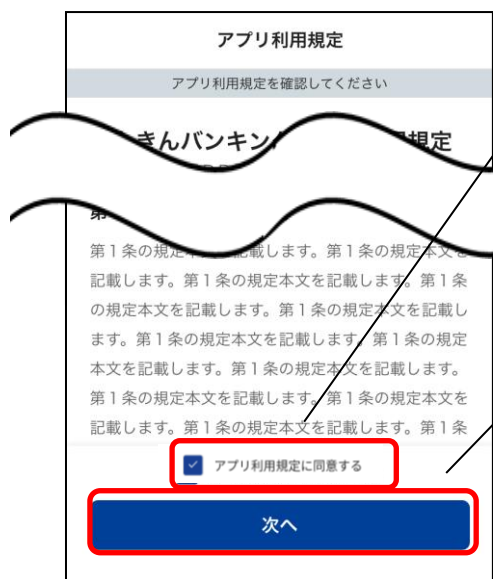 アプリ利用規定
アプリ利用規定を確認してください
きんバンキン 規定
第
第1条の規定 記載します。第1条の規定本文を
記載します。第1条の規定本文を記載します。第1条
の規定本文を記載します。第1条の規定本文を記載し
ます。第1条の規定本文を記載します。第1条の規定
本文を記載します。第1条の規定本文を記載します。
第1条の規定本文を記載します。第1条の規定本文を
記載します。第1条の規定本文を記載します。第1条
アプリ利用規定に同意する
次へ